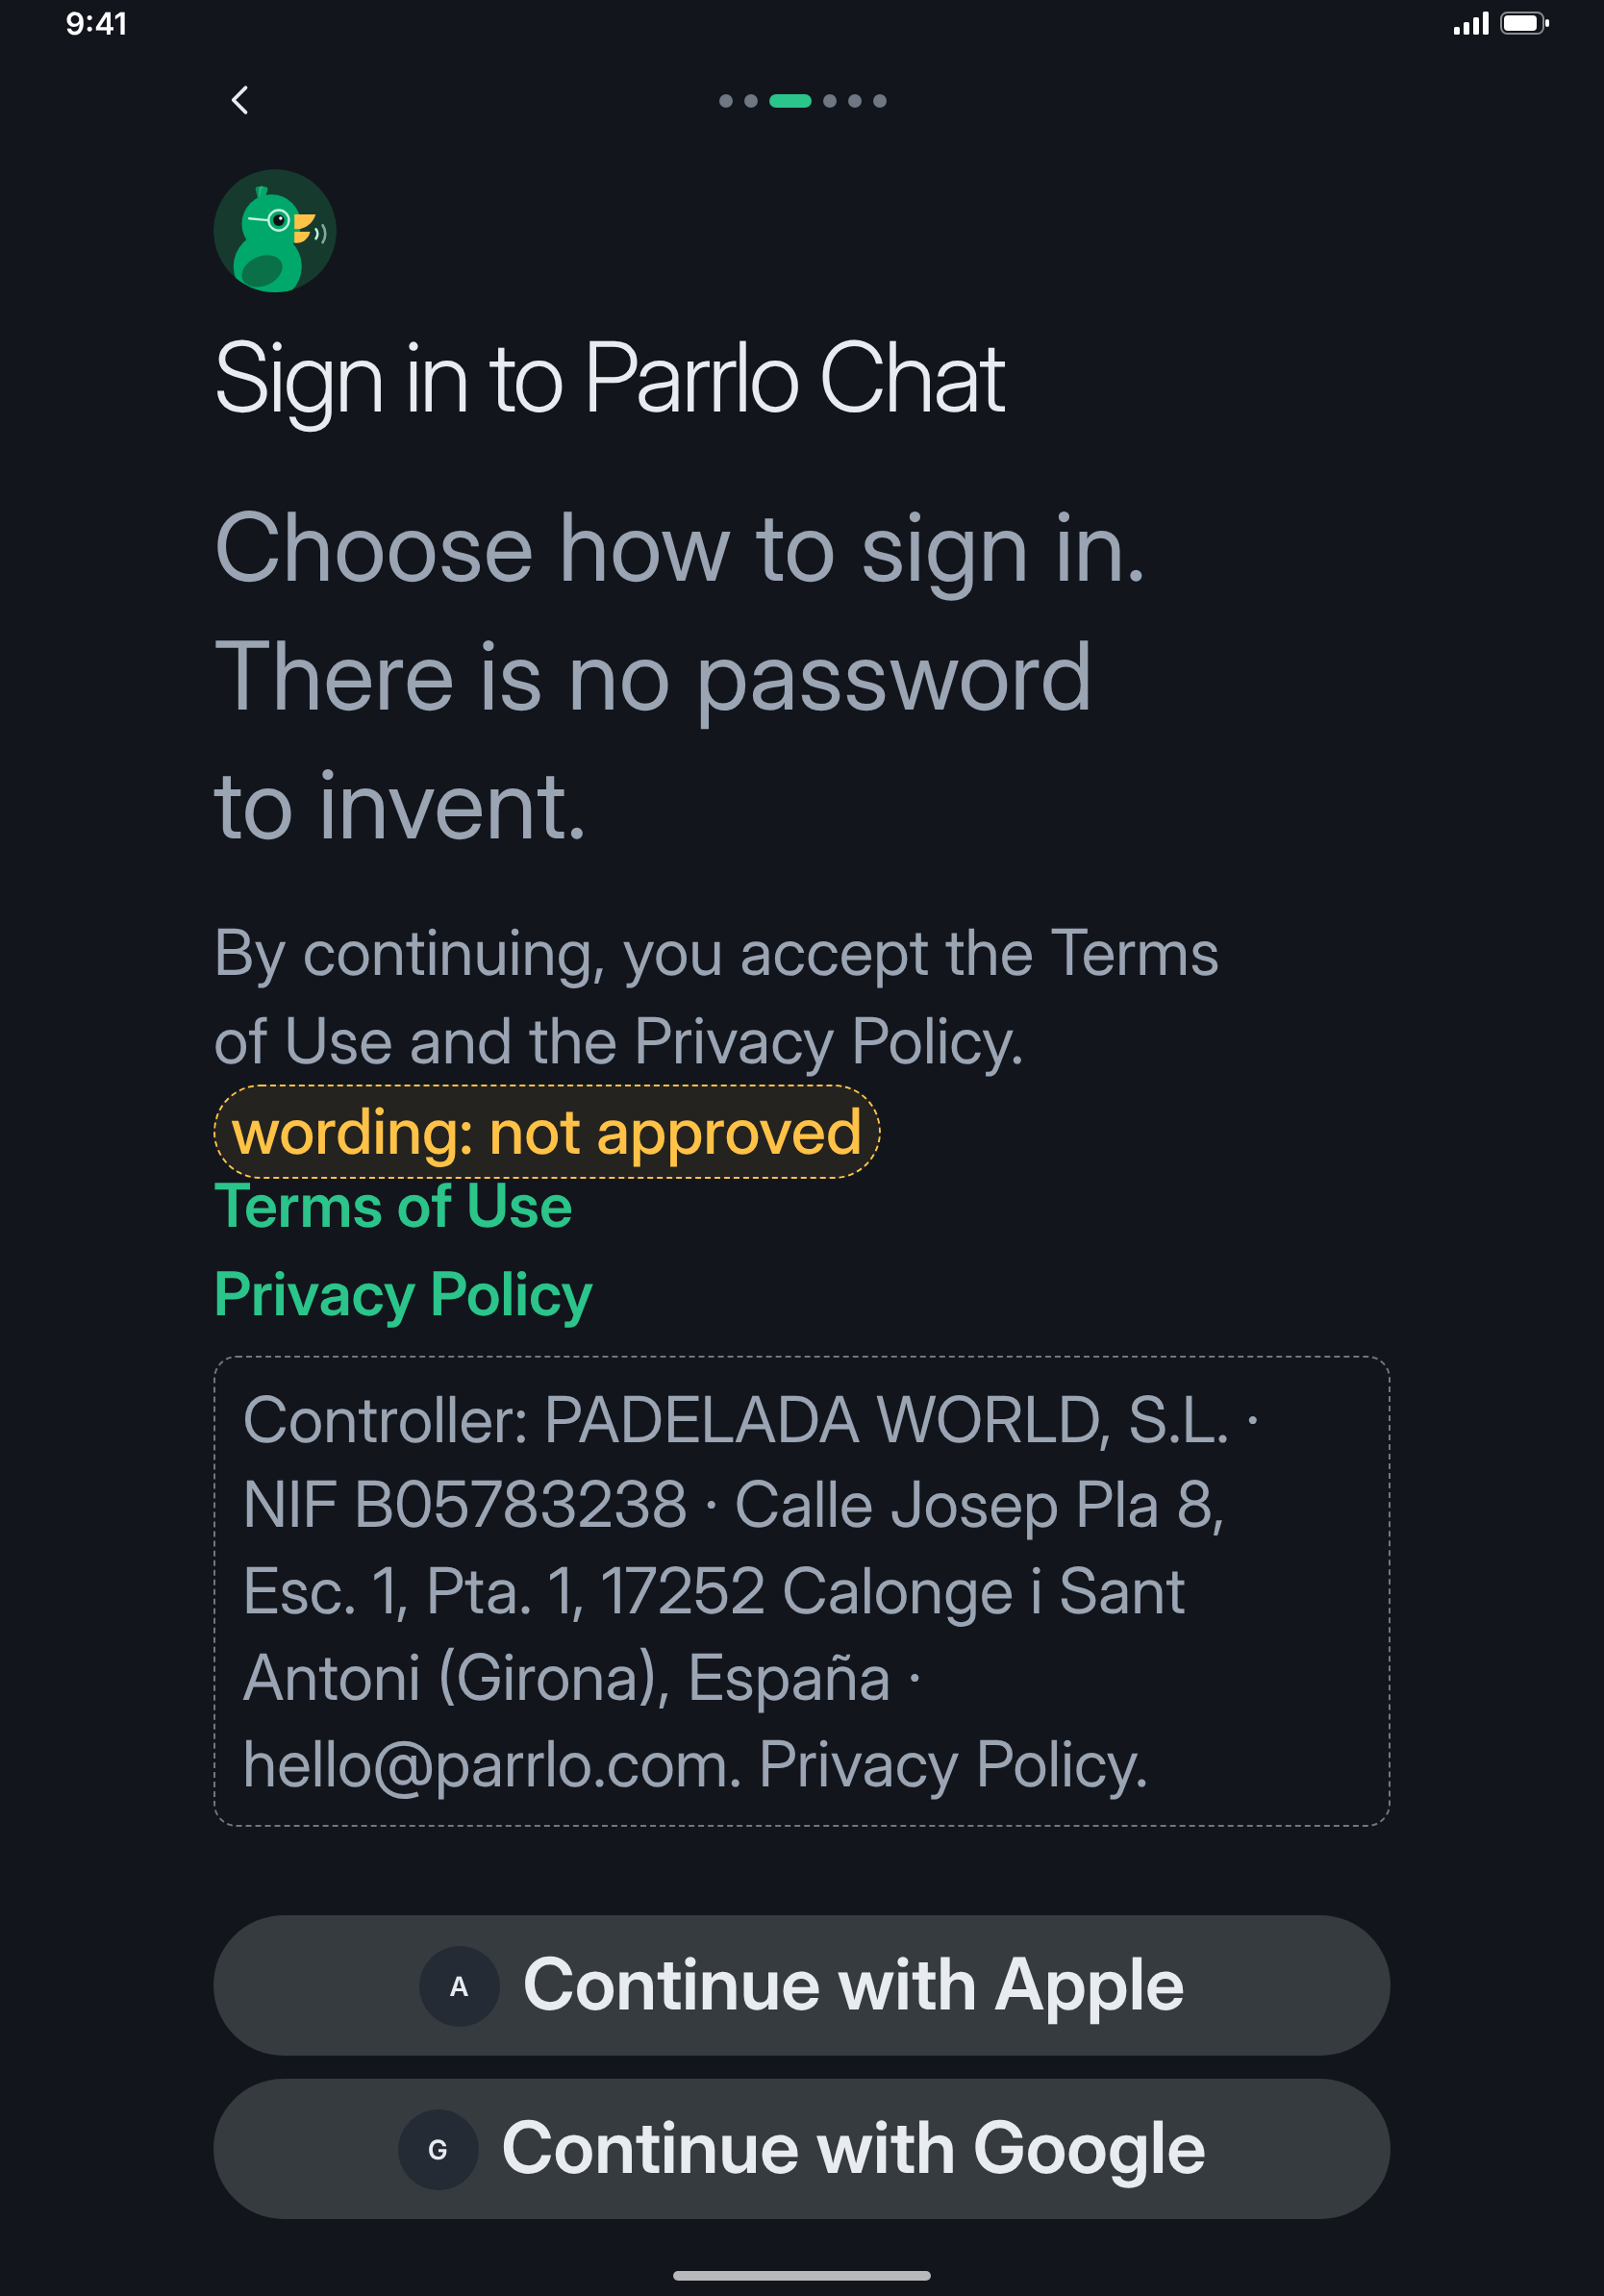 9:41
Sign in to Parrlo Chat
Choose how to sign in.
There is no password
to invent.
By continuing, you accept the Terms
of Use and the Privacy Policy.
wording: not approved
Terms of Use
Privacy Policy
Controller: PADELADA WORLD, S.L. ·
NIF B05783238 · Calle Josep Pla 8,
Esc. 1, Pta. 1, 17252 Calonge i Sant
Antoni (Girona), España ·
hello@parrlo.com. Privacy Policy.
A Continue with Apple
G Continue with Google